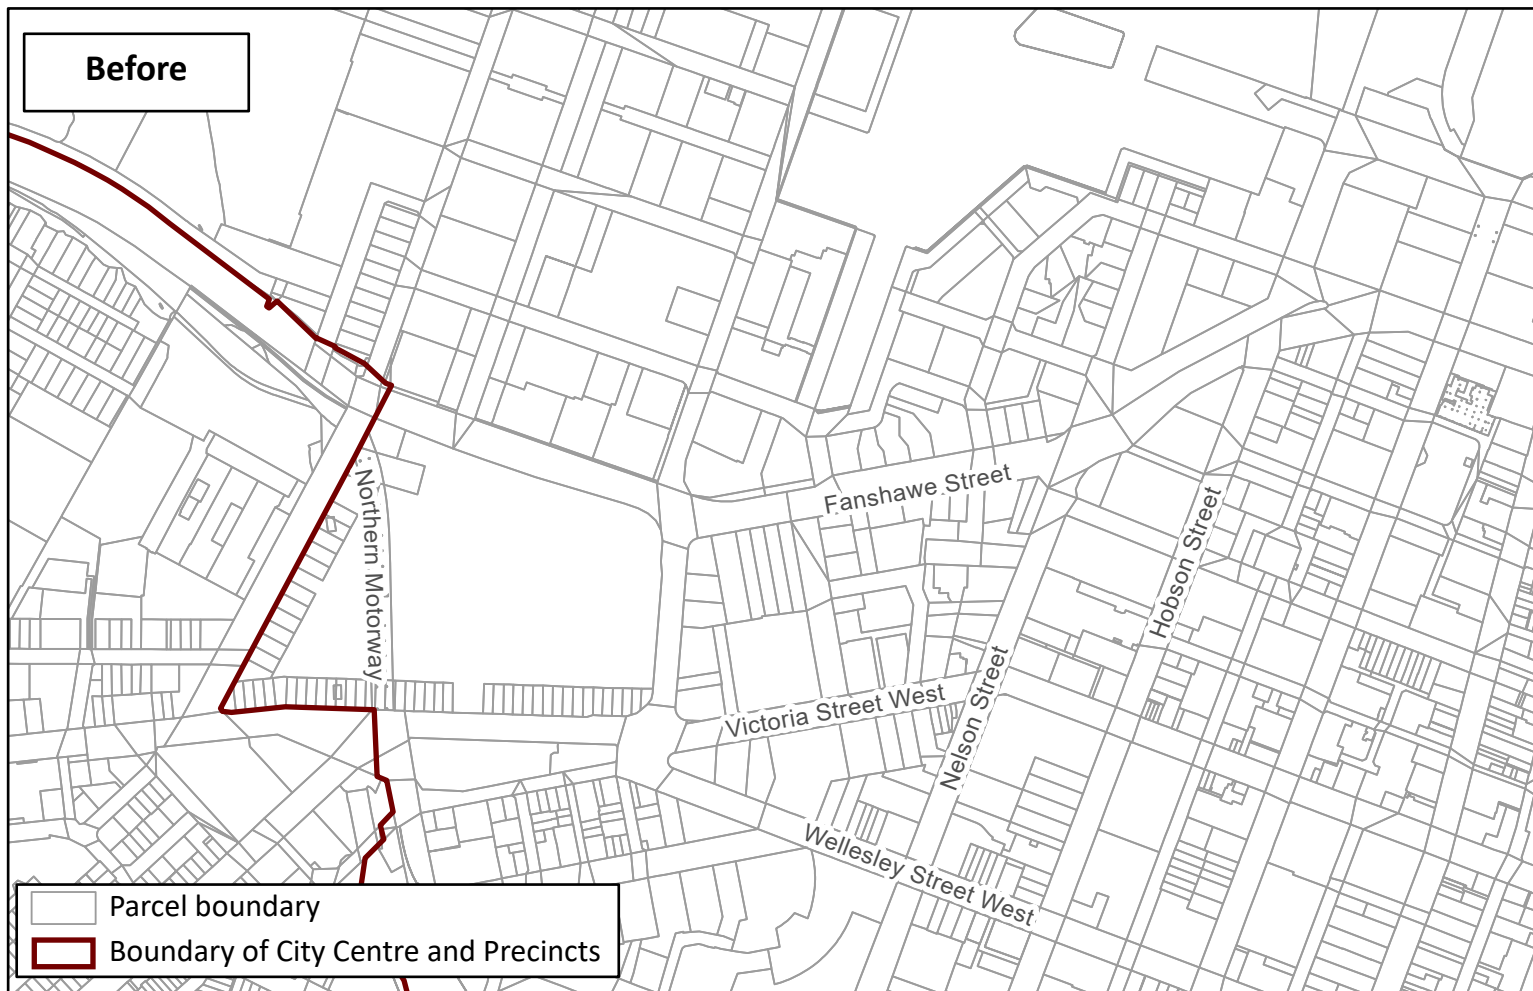 Before
Northern Motorway
Fanshawe Street
Hobson Street
Victoria Street West
Nelson Street
Wellesley Street West
Parcel boundary
Boundary of City Centre and Precincts